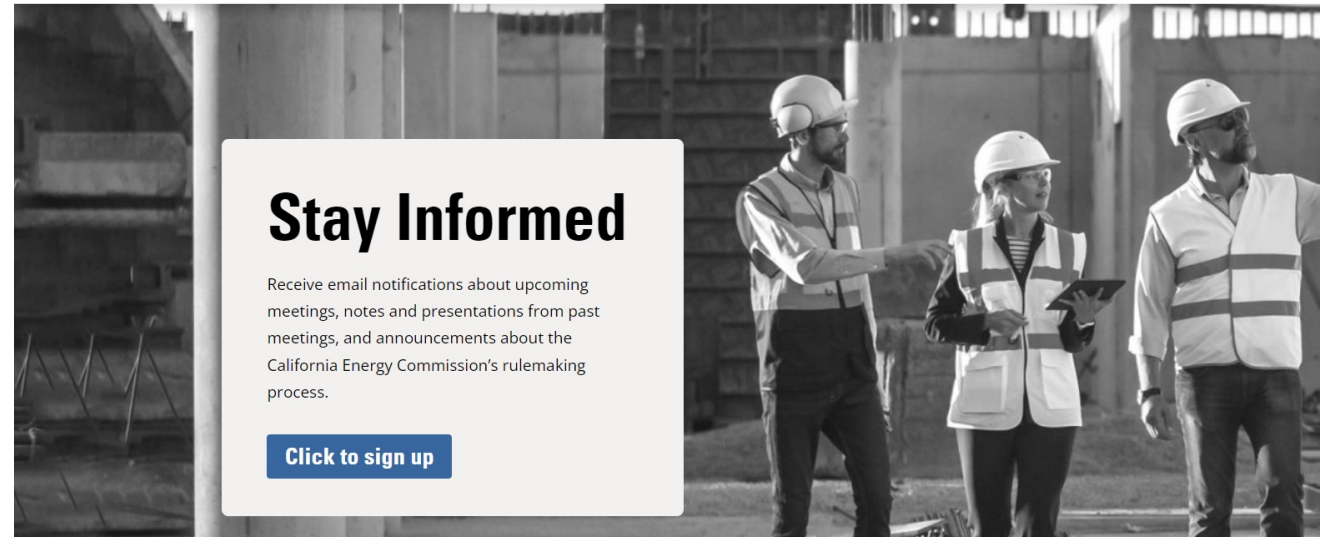 Stay Informed
Receive email notifications about upcoming
meetings, notes and presentations from past
meetings, and announcements about the
California Energy Commission’s rulemaking
process.
Click to sign up